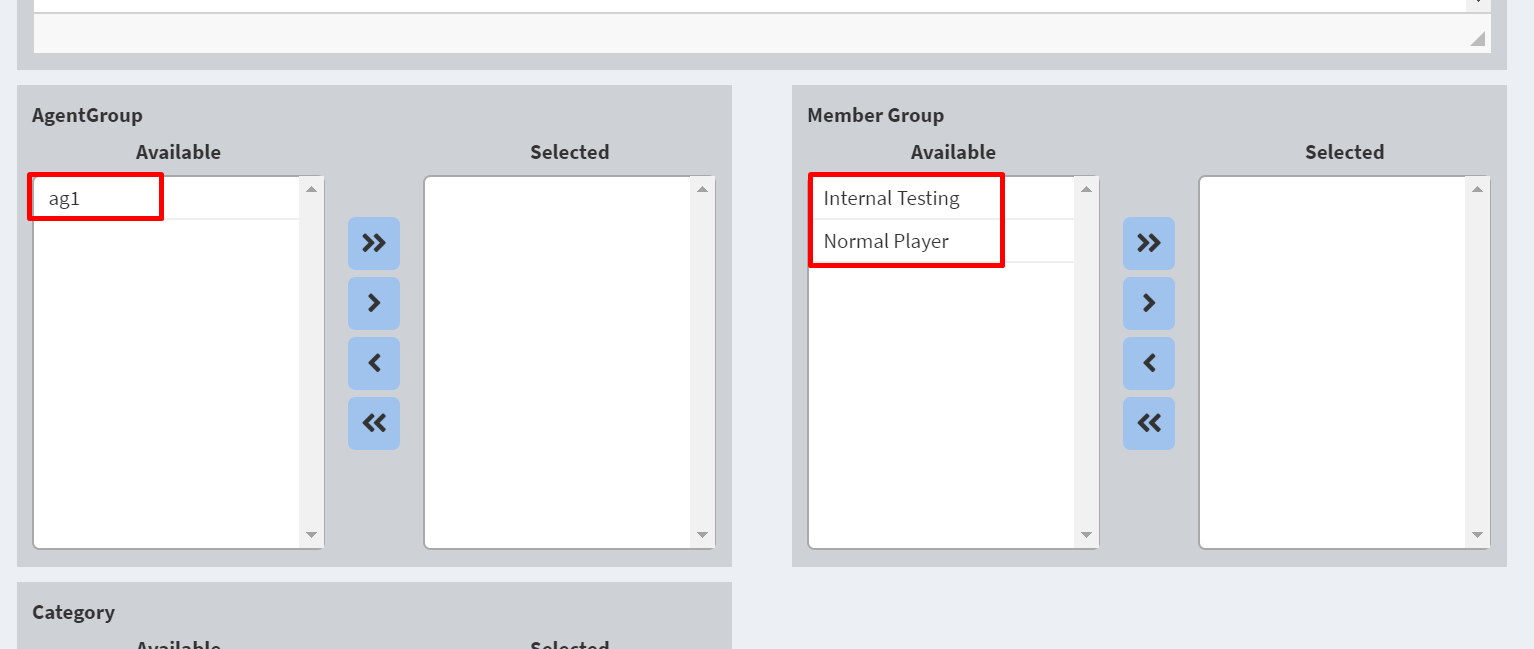 AgentGroup
Available
Selected
ag1
Member Group
Available
Selected
Internal Testing
Normal Player
Category
Available
Selected